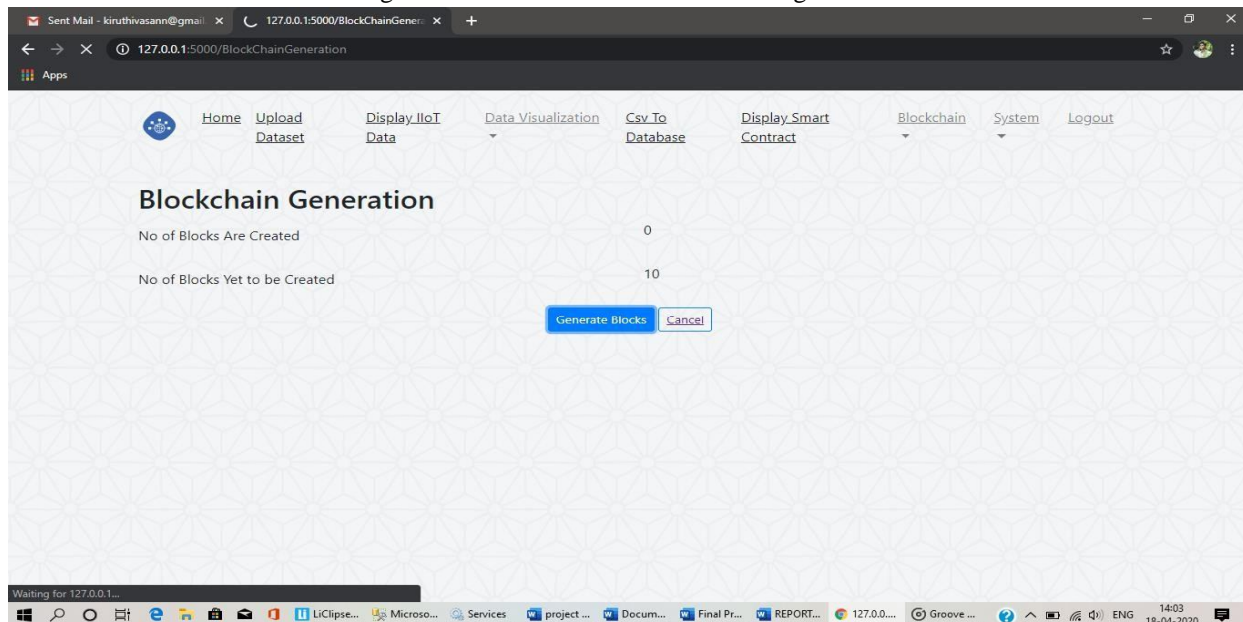 Sent Mail - kiruthivasann@gmail
127.0.0.1:5000/BlockChainGenera
127.0.0.1:5000/BlockChainGeneration
Apps
Home
Upload Dataset
Display IIoT Data
Data Visualization
Csv To Database
Display Smart Contract
Blockchain
System
Logout
Blockchain Generation
No of Blocks Are Created 0
No of Blocks Yet to be Created 10
Generate Blocks Cancel
Waiting for 127.0.0.1...
LiClipse... Microso... Services project ... Docum... Final Pr... REPORT... 127.0.0.... Groove ... ENG 14:03
18-04-2020